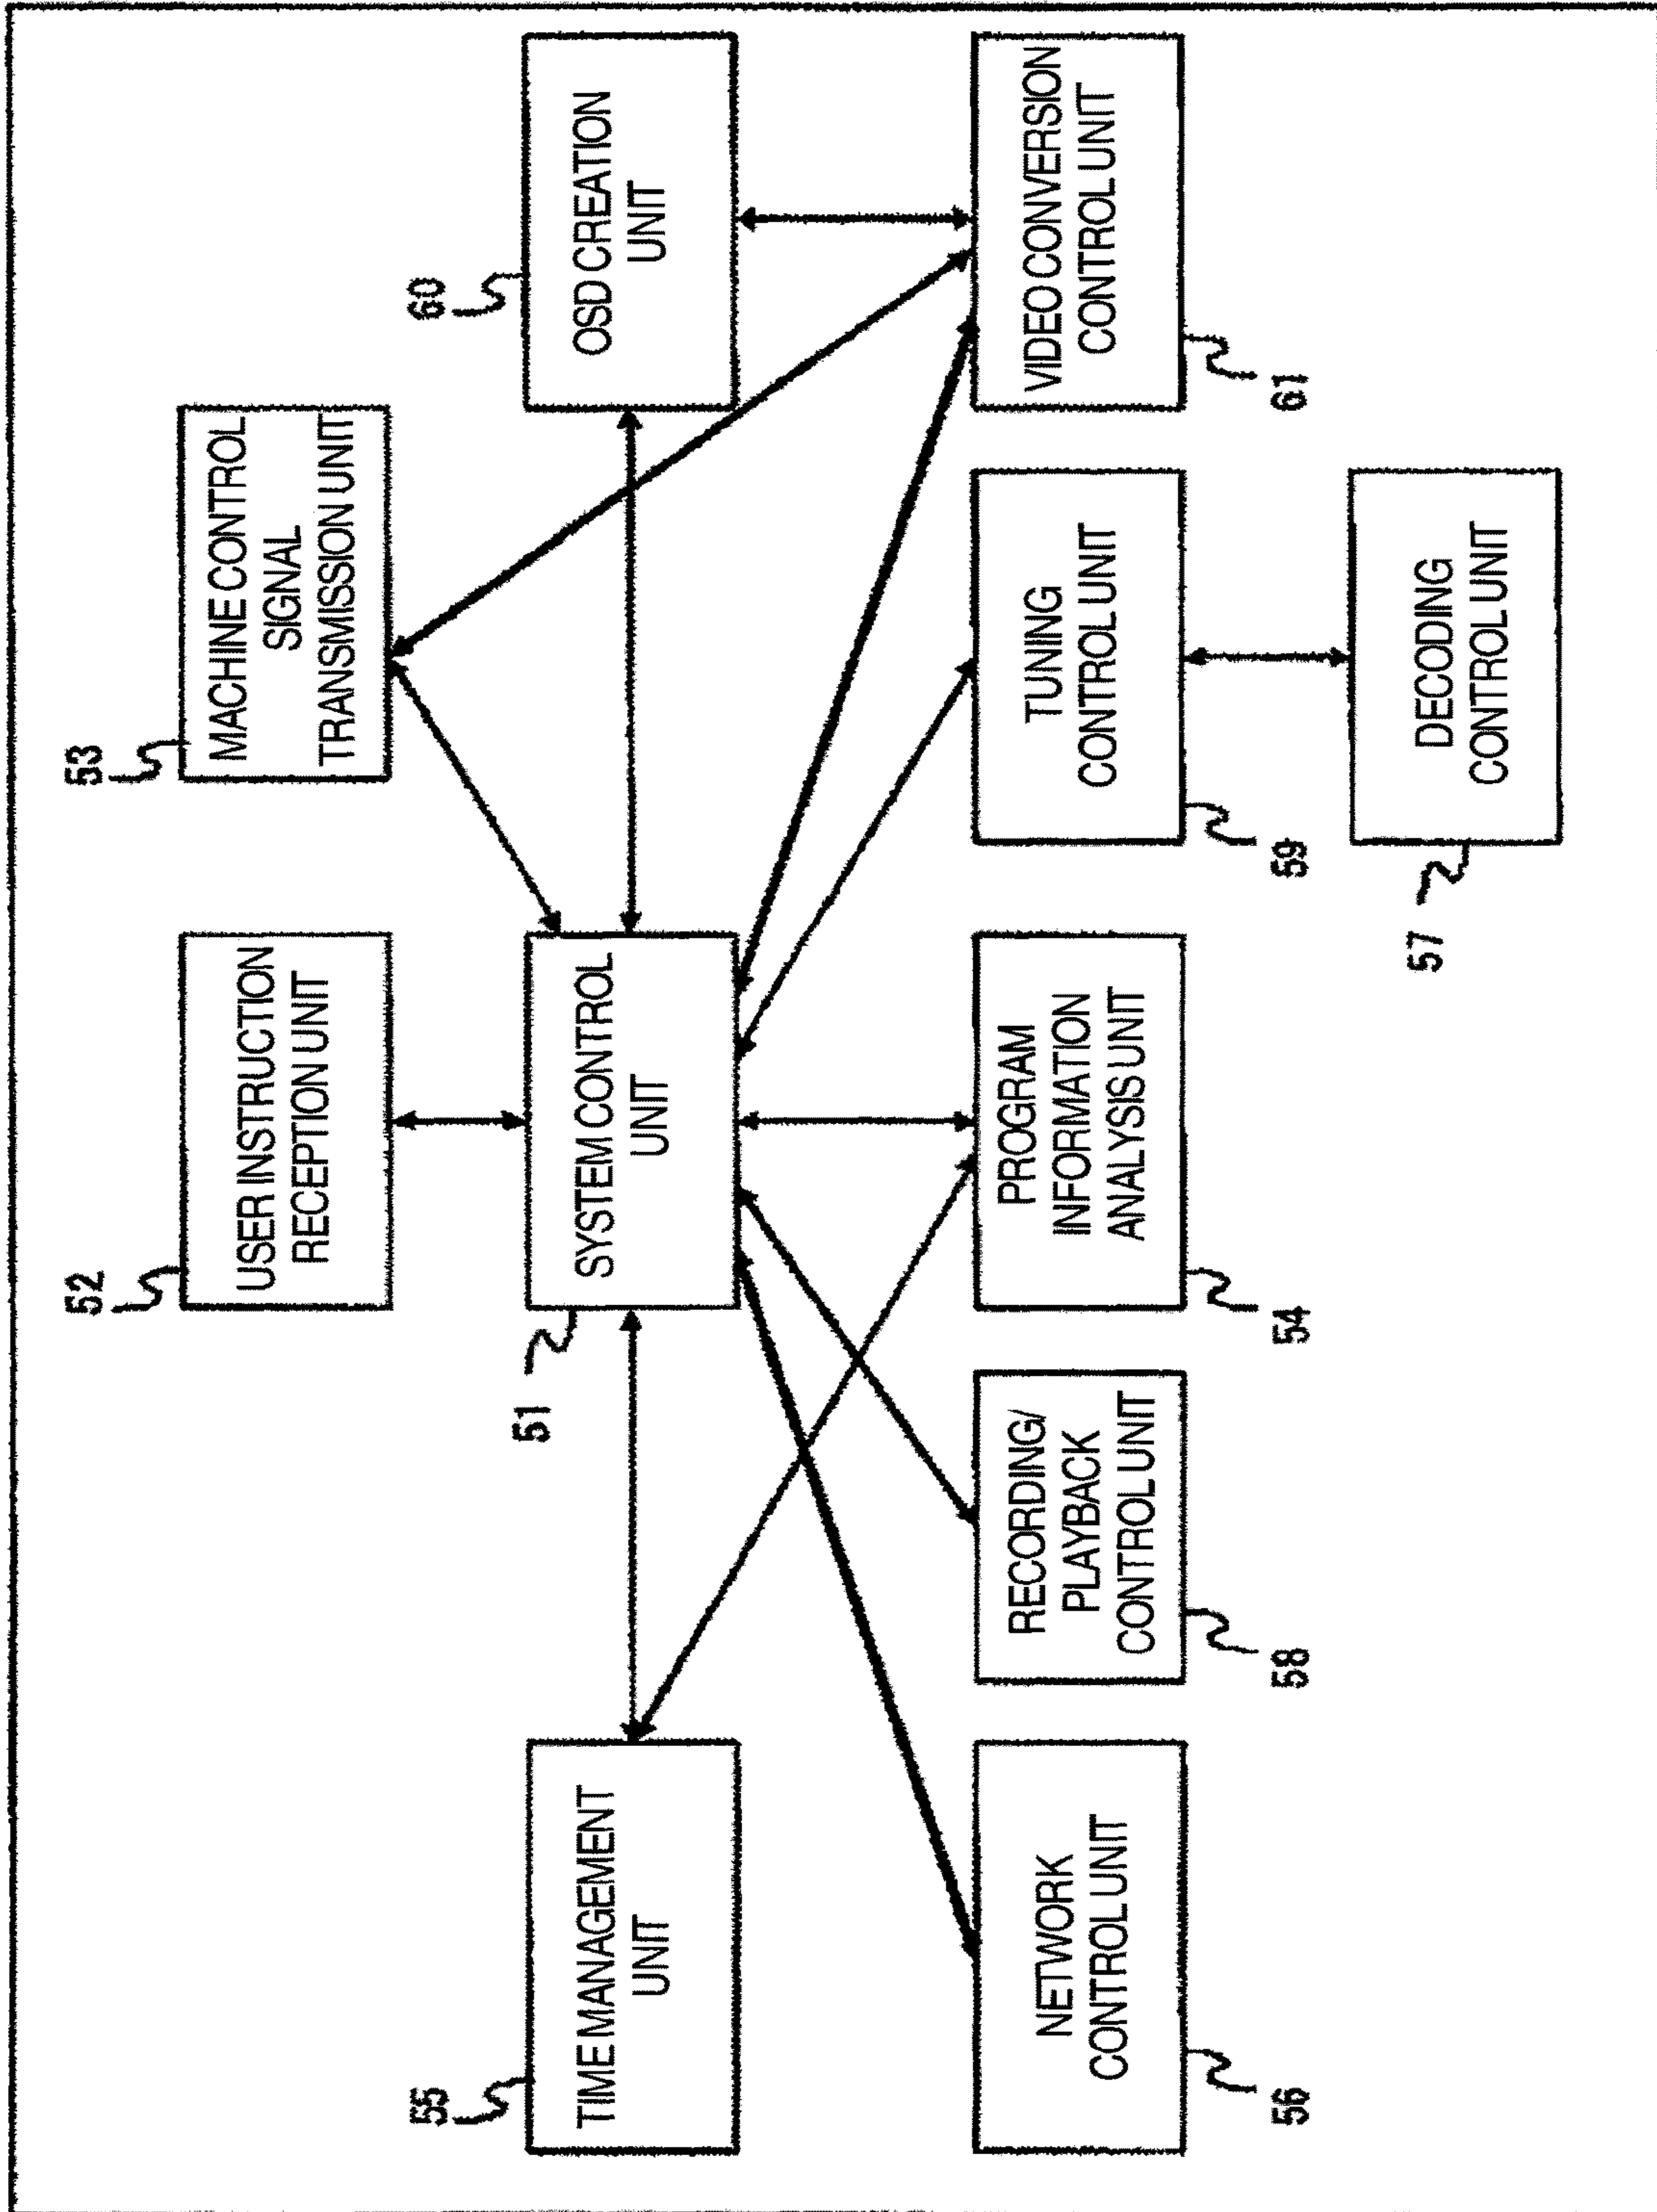 52
USER INSTRUCTION
RECEPTION UNIT
53
MACHINE CONTROL
SIGNAL
TRANSMISSION UNIT
55
TIME MANAGEMENT
UNIT
51
SYSTEM CONTROL
UNIT
60
OSD CREATION
UNIT
NETWORK
CONTROL UNIT
56
RECORDING/
PLAYBACK
CONTROL UNIT
58
PROGRAM
INFORMATION
ANALYSIS UNIT
54
TUNING
CONTROL UNIT
59
VIDEO CONVERSION
CONTROL UNIT
61
57
DECODING
CONTROL UNIT